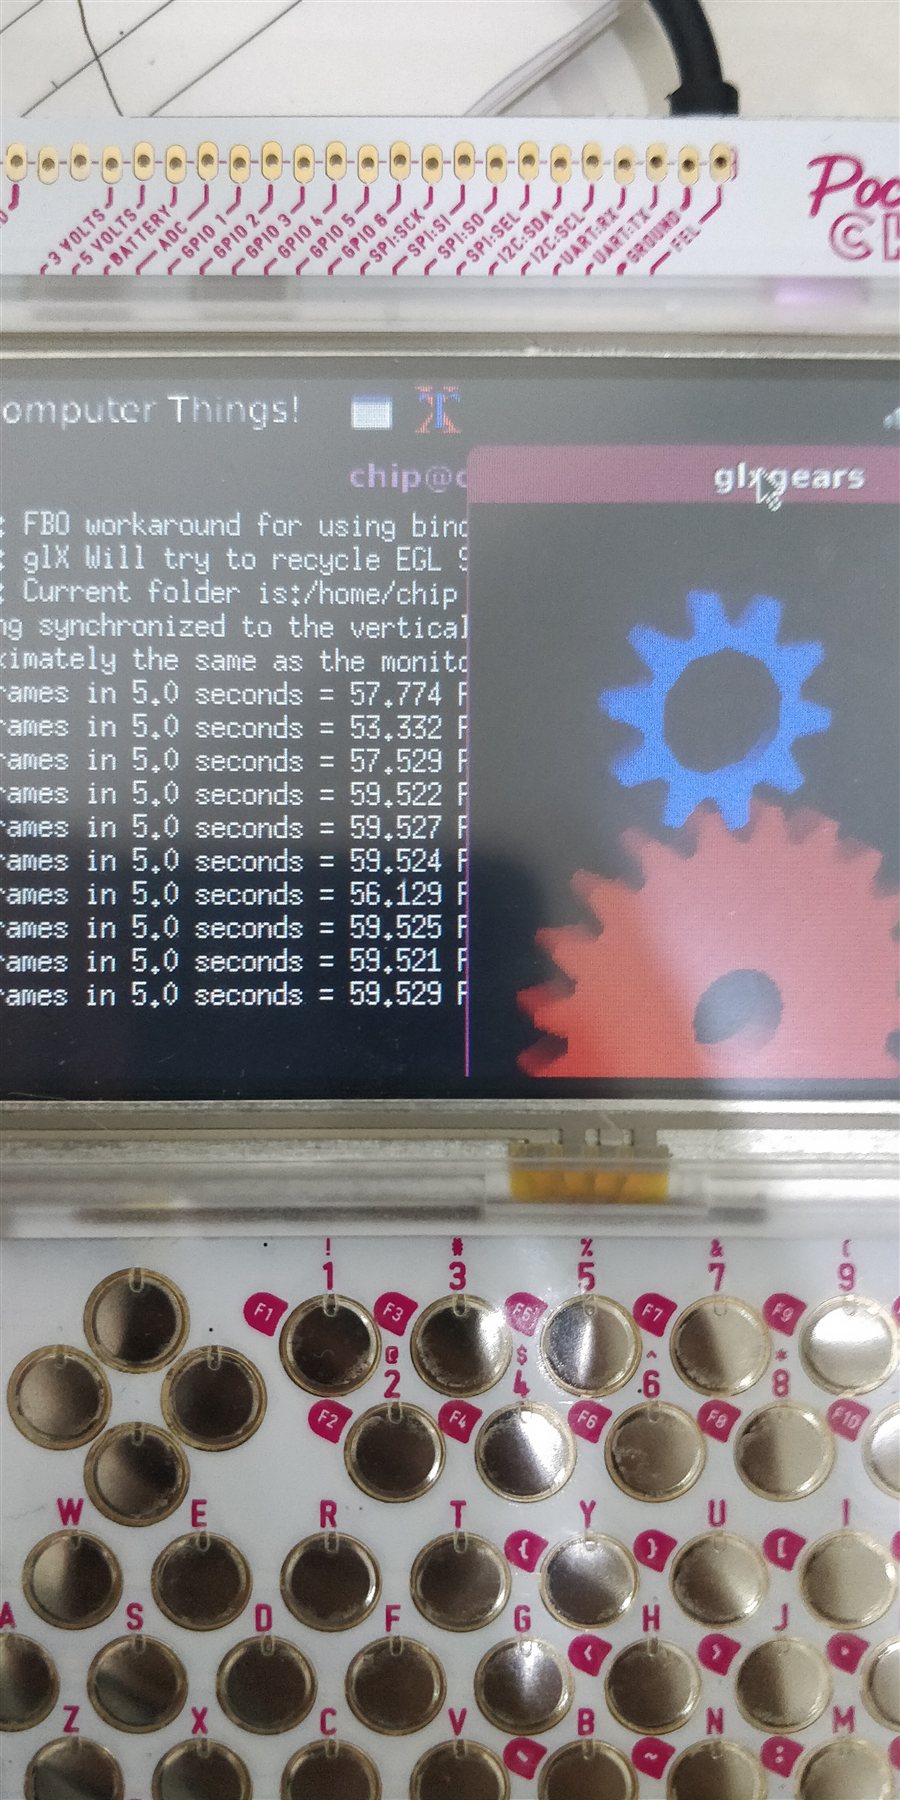 3 VOLTS
5 VOLTS
BATTERY
ADC
GPIO 1
GPIO 2
GPIO 3
GPIO 4
GPIO 5
GPIO 6
SPI:SCK
SPI:SI
SPI:SO
SPI:SEL
I2C:SDA
I2C:SCL
UART:RX
UART:TX
GROUND
FEL
Poc
CH
omputer Things!
chip@c
glxgears
: FBO workaround for using bind
: glX Will try to recycle EGL S
: Current folder is:/home/chip
ng synchronized to the vertical
ximately the same as the monito
rames in 5.0 seconds = 57.774 F
rames in 5.0 seconds = 53.332 F
rames in 5.0 seconds = 57.529 F
rames in 5.0 seconds = 59.522 F
rames in 5.0 seconds = 59.527 F
rames in 5.0 seconds = 59.524 F
rames in 5.0 seconds = 56.129 F
rames in 5.0 seconds = 59.525 F
rames in 5.0 seconds = 59.521 F
rames in 5.0 seconds = 59.529 F
! # % & (
1 3 5 7 9
F1 F3 F5 F7 F9
@ $ ^ *
2 4 6 8
F2 F4 F6 F8 F10
W E R T Y U I
{ } [
A S D F G H J
< >
Z X C V B N M
~ :